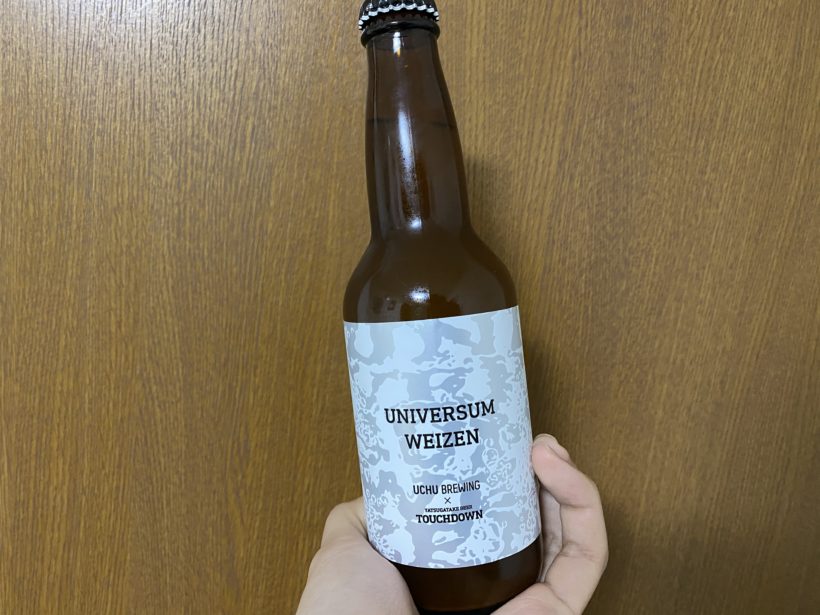 UNIVERSUM
WEIZEN
UCHU BREWING
×
YATSUGATAKE BEER
TOUCHDOWN